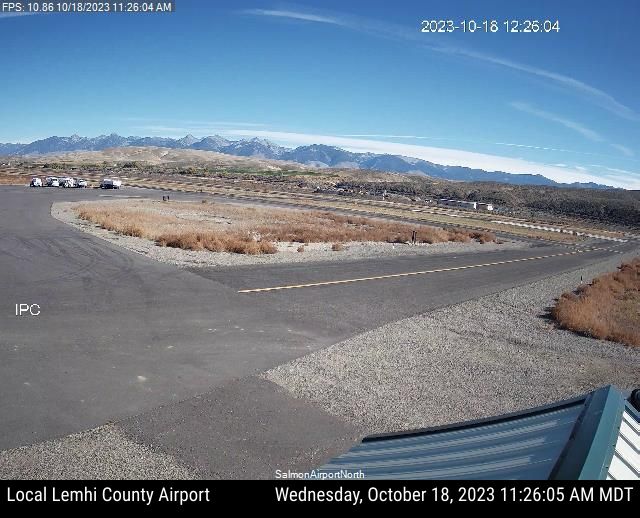 FPS: 10.86 10/18/2023 11:26:04 AM
2023-10-18 12:26:04
IPC
SalmonAirportNorth
Local Lemhi County Airport Wednesday, October 18, 2023 11:26:05 AM MDT